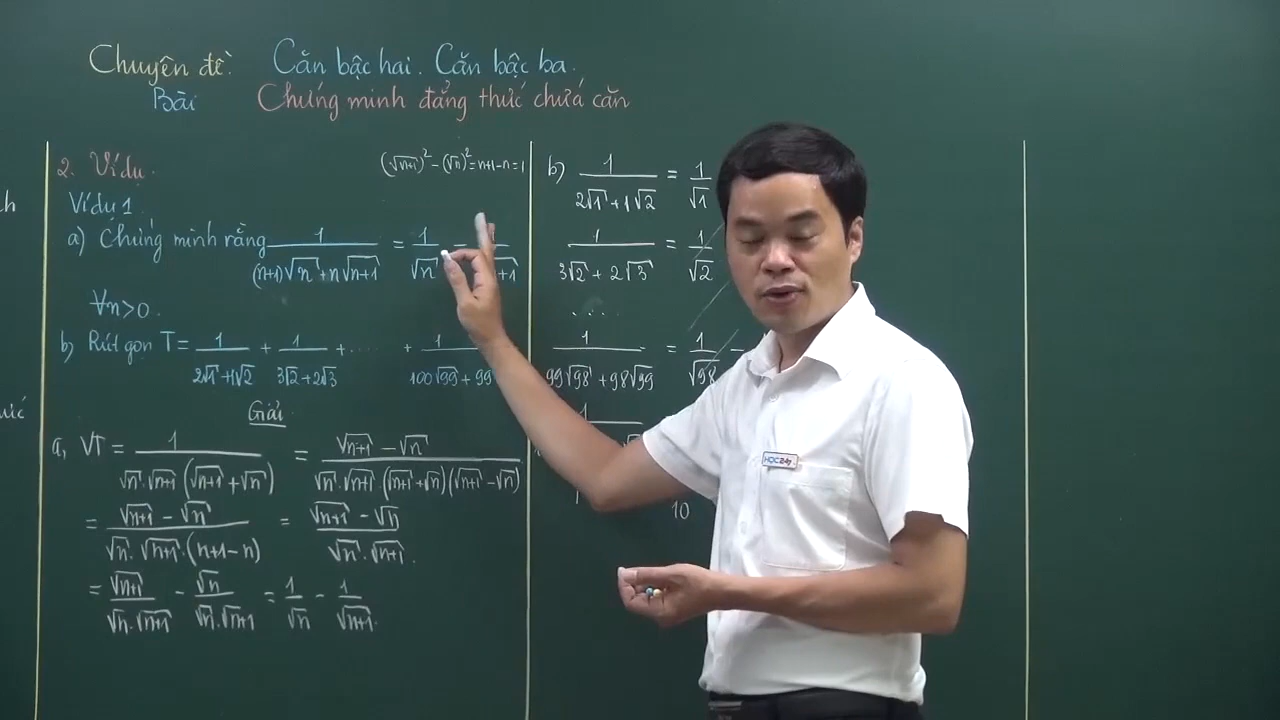 Chuyên đề: Căn bậc hai. Căn bậc ba.
Bài Chứng minh đẳng thức chứa căn
2. Ví dụ.
(√(n+1))² - (√n)² = n+1-n = 1
Ví dụ 1.
a) Chứng minh rằng 1/((n+1)√n + n√(n+1)) = 1/√n -
∀n>0.
b) Rút gọn T = 1/(2√1+1√2) + 1/(3√2+2√3) + ..... + 1/(100√99 + 99
Giải
a, VT = 1/(√n.√(n+1)(√(n+1)+√n)) = (√(n+1) - √n)/(√n.√(n+1).(√(n+1)+√n)(√(n+1)-√n))
= (√(n+1) - √n)/(√n.√(n+1).(n+1-n)) = (√(n+1) - √n)/(√n.√(n+1)).
= √(n+1)/(√n.√(n+1)) - √n/(√n.√(n+1)) = 1/√n - 1/√(n+1).
b) 1/(2√1+1√2) = 1/√1
1/(3√2+2√3) = 1/√2
....
1/(99√98+98√99) = 1/√98 -
10
HOC247